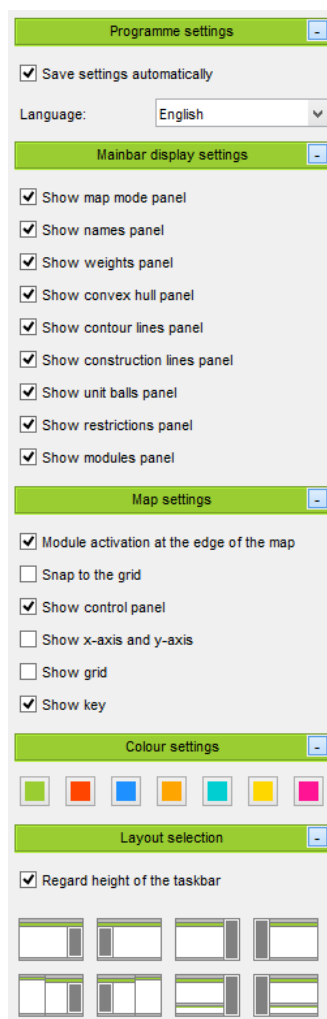 Programme settings
Save settings automatically
Language: English
Mainbar display settings
Show map mode panel
Show names panel
Show weights panel
Show convex hull panel
Show contour lines panel
Show construction lines panel
Show unit balls panel
Show restrictions panel
Show modules panel
Map settings
Module activation at the edge of the map
Snap to the grid
Show control panel
Show x-axis and y-axis
Show grid
Show key
Colour settings
Layout selection
Regard height of the taskbar